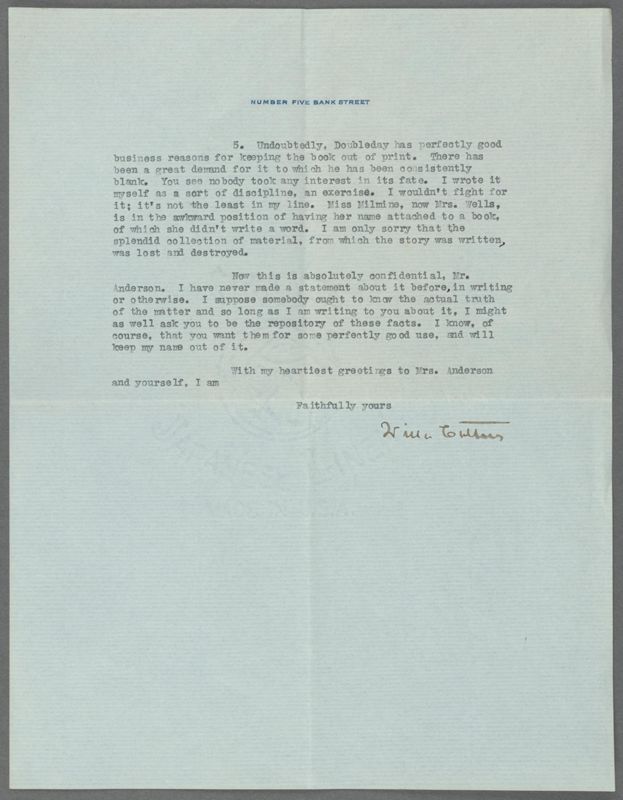 NUMBER FIVE BANK STREET
5. Undoubtedly, Doubleday has perfectly good
business reasons for keeping the book out of print. There has
been a great demand for it to which he has been consistently
blank. You see nobody took any interest in its fate. I wrote it
myself as a sort of discipline, an exercise. I wouldn't fight for
it; it's not the least in my line. Miss Milmine, now Mrs. Wells,
is in the awkward position of having her name attached to a book,
of which she didn't write a word. I am only sorry that the
splendid collection of material, from which the story was written,
was lost and destroyed.
Now this is absolutely confidential, Mr.
Anderson. I have never made a statement about it before, in writing
or otherwise. I suppose somebody ought to know the actual truth
of the matter and so long as I am writing to you about it, I might
as well ask you to be the repository of these facts. I know, of
course, that you want them for some perfectly good use, and will
keep my name out of it.
With my heartiest greetings to Mrs. Anderson
and yourself, I am
Faithfully yours
Willa Cather